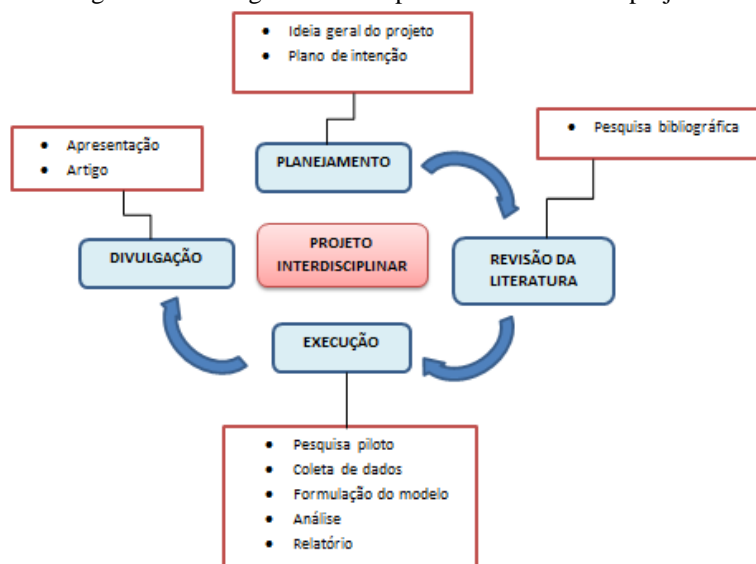 • Ideia geral do projeto
• Plano de intenção
• Pesquisa bibliográfica
• Apresentação
• Artigo
PLANEJAMENTO
PROJETO
INTERDISCIPLINAR
DIVULGAÇÃO
REVISÃO DA
LITERATURA
EXECUÇÃO
• Pesquisa piloto
• Coleta de dados
• Formulação do modelo
• Análise
• Relatório